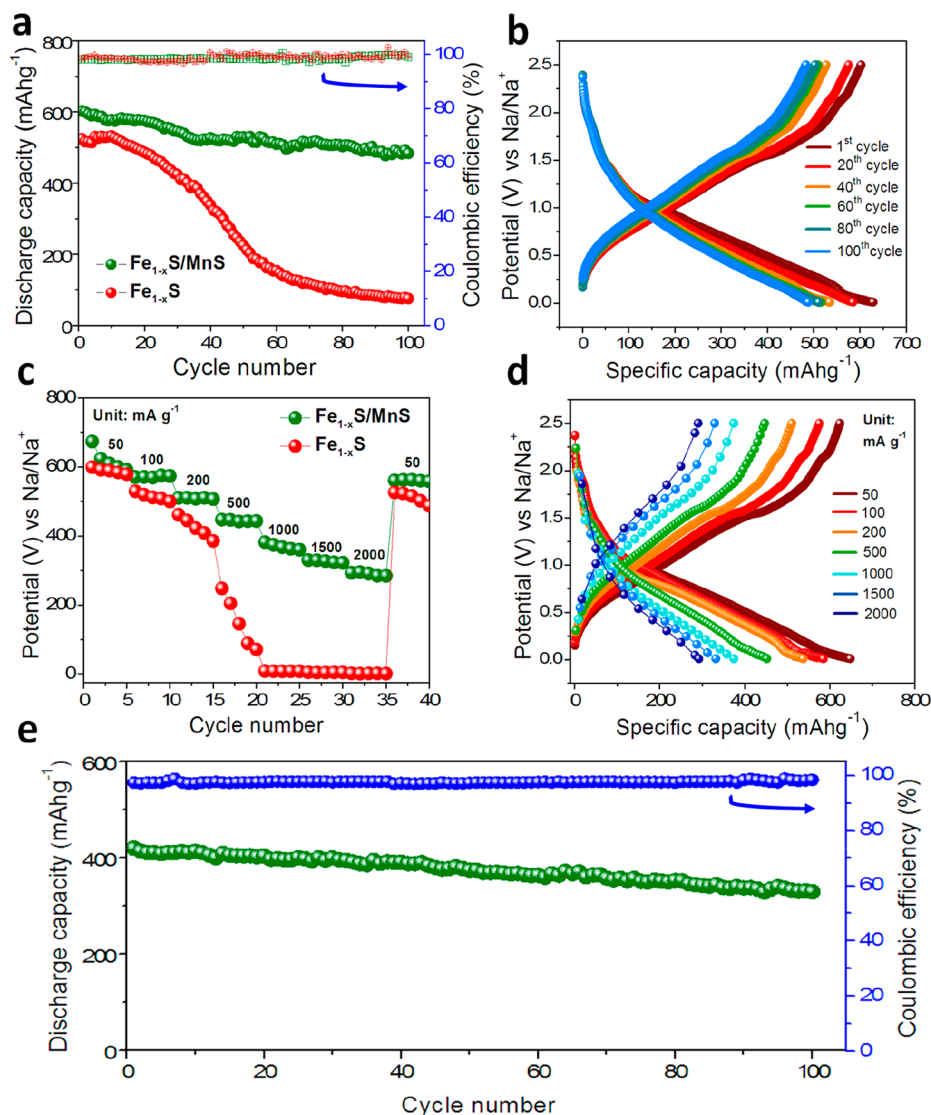 a
Discharge capacity (mAhg⁻¹)
800
600
400
200
0
100
80
60
40
20
0
Coulombic efficiency (%)
Fe₁₋ₓS/MnS
Fe₁₋ₓS
0 20 40 60 80 100
Cycle number
b
Potential (V) vs Na/Na⁺
2.5
2.0
1.5
1.0
0.5
0.0
1ˢᵗ cycle
20ᵗʰ cycle
40ᵗʰ cycle
60ᵗʰ cycle
80ᵗʰ cycle
100ᵗʰ cycle
0 100 200 300 400 500 600 700
Specific capacity (mAhg⁻¹)
c
Potential (V) vs Na/Na⁺
800
600
400
200
0
Unit: mA g⁻¹
Fe₁₋ₓS/MnS
Fe₁₋ₓS
50
100
200
500
1000
1500
2000
50
0 5 10 15 20 25 30 35 40
Cycle number
d
Potential (V) vs Na/Na⁺
2.5
2.0
1.5
1.0
0.5
0.0
Unit:
mA g⁻¹
50
100
200
500
1000
1500
2000
0 200 400 600 800
Specific capacity (mAhg⁻¹)
e
Discharge capacity (mAhg⁻¹)
600
400
200
0
100
80
60
40
20
0
Coulombic efficiency (%)
0 20 40 60 80 100
Cycle number